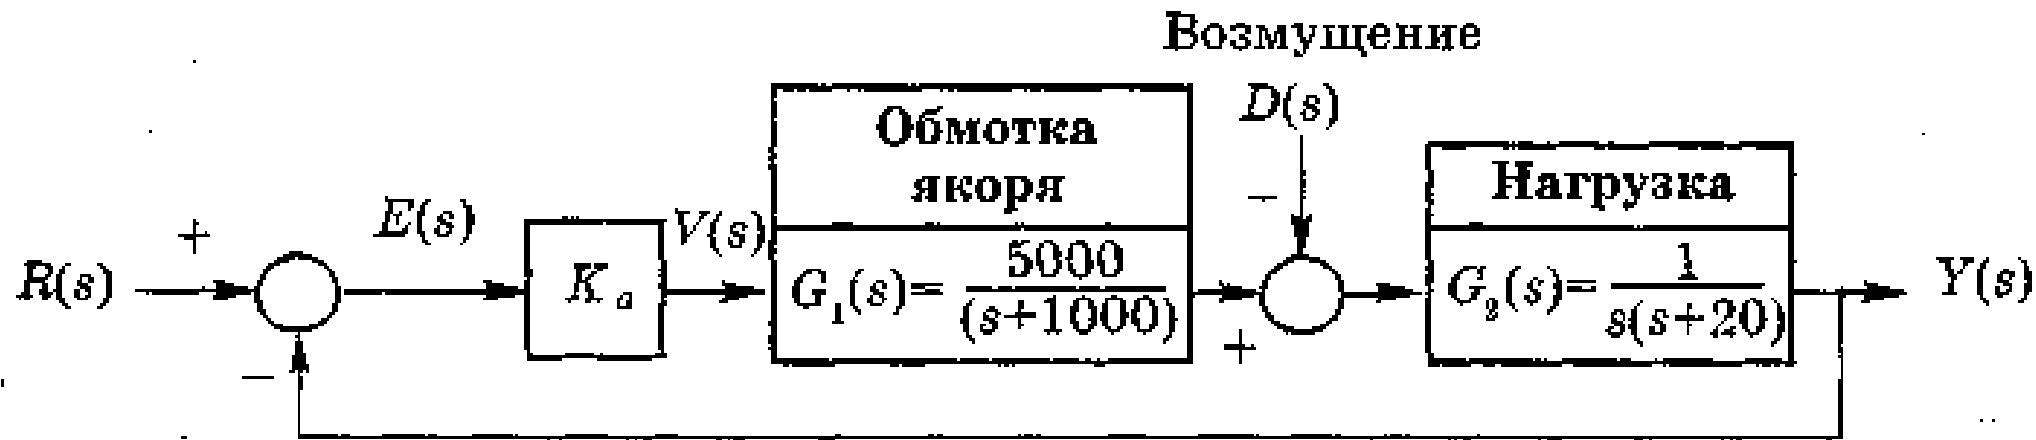 Возмущение
D(s)
Обмотка
якоря
Нагрузка
E(s)
V(s)
−
+
R(s)
K_a
G_1(s)= 5000/(s+1000)
G_2(s)= 1/s(s+20)
Y(s)
+
−